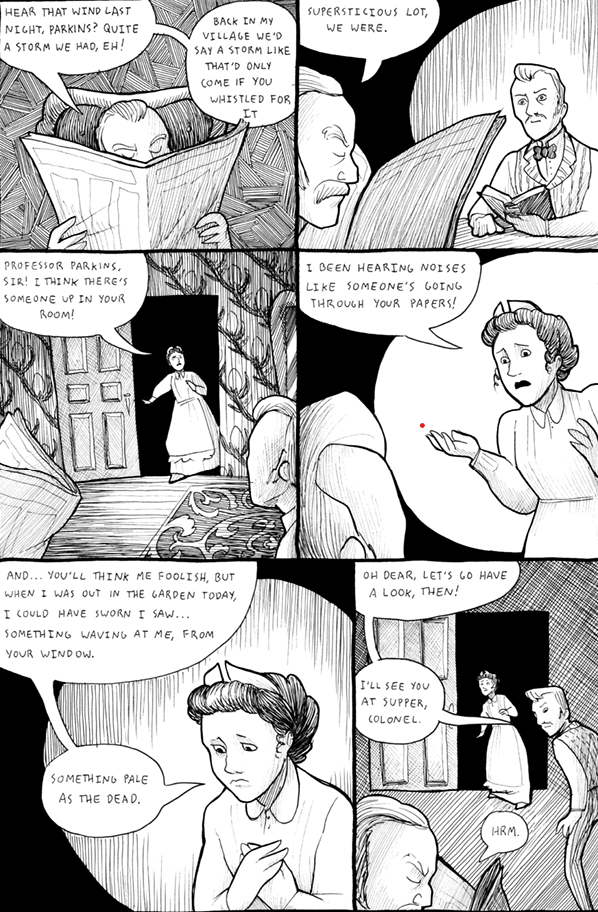 HEAR THAT WIND LAST
NIGHT, PARKINS? QUITE
A STORM WE HAD, EH!
BACK IN MY
VILLAGE WE'D
SAY A STORM LIKE
THAT'D ONLY
COME IF YOU
WHISTLED FOR
IT
SUPERSTICIOUS LOT,
WE WERE.
PROFESSOR PARKINS,
SIR! I THINK THERE'S
SOMEONE UP IN YOUR
ROOM!
I BEEN HEARING NOISES
LIKE SOMEONE'S GOING
THROUGH YOUR PAPERS!
AND... YOU'LL THINK ME FOOLISH, BUT
WHEN I WAS OUT IN THE GARDEN TODAY,
I COULD HAVE SWORN I SAW...
SOMETHING WAVING AT ME, FROM
YOUR WINDOW.
SOMETHING PALE
AS THE DEAD.
OH DEAR, LET'S GO HAVE
A LOOK, THEN!
I'LL SEE YOU
AT SUPPER,
COLONEL.
HRM.